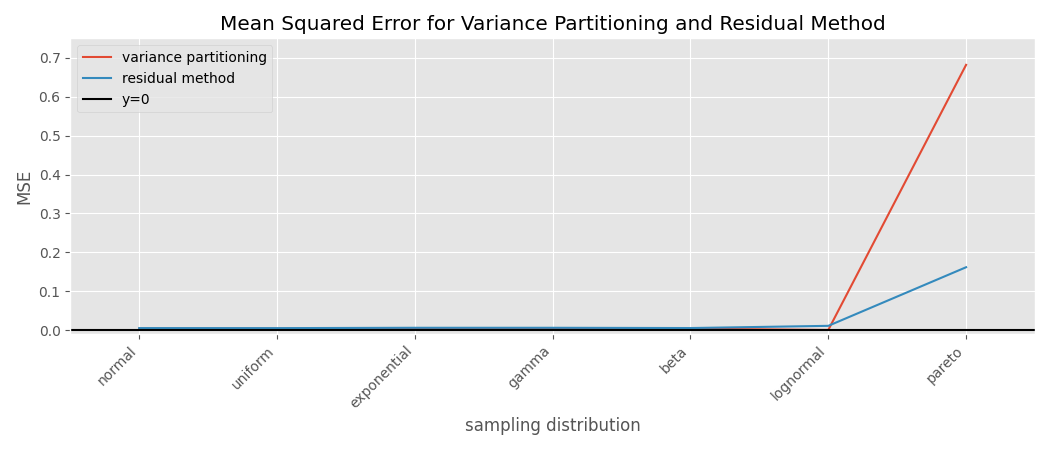 Mean Squared Error for Variance Partitioning and Residual Method
variance partitioning
residual method
y=0
MSE
0.7
0.6
0.5
0.4
0.3
0.2
0.1
0.0
normal
uniform
exponential
gamma
beta
lognormal
pareto
sampling distribution